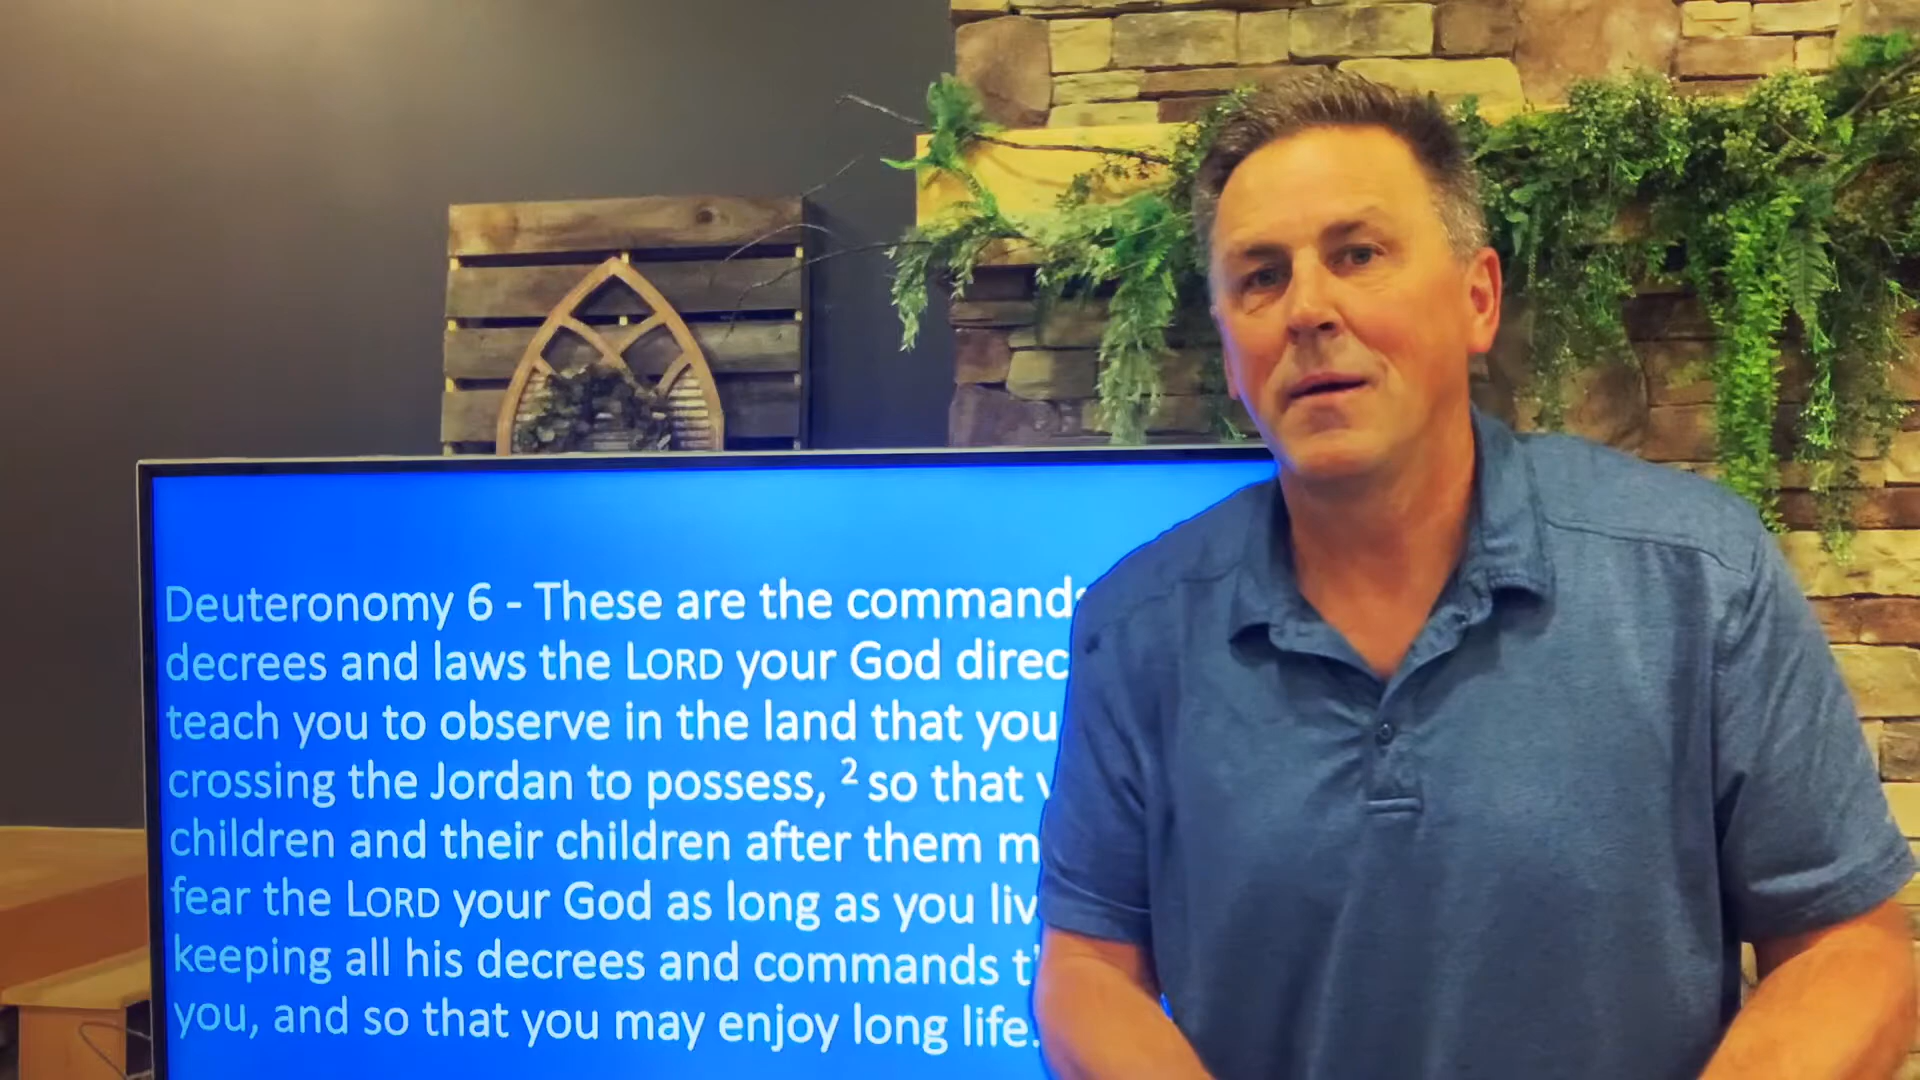 Deuteronomy 6 - These are the
decrees and laws the LORD your God
teach you to observe in the land that you
crossing the Jordan to possess, ² so that
children and their children after them
fear the LORD your God as long as you
keeping all his decrees and commands
you, and so that you may enjoy long life.